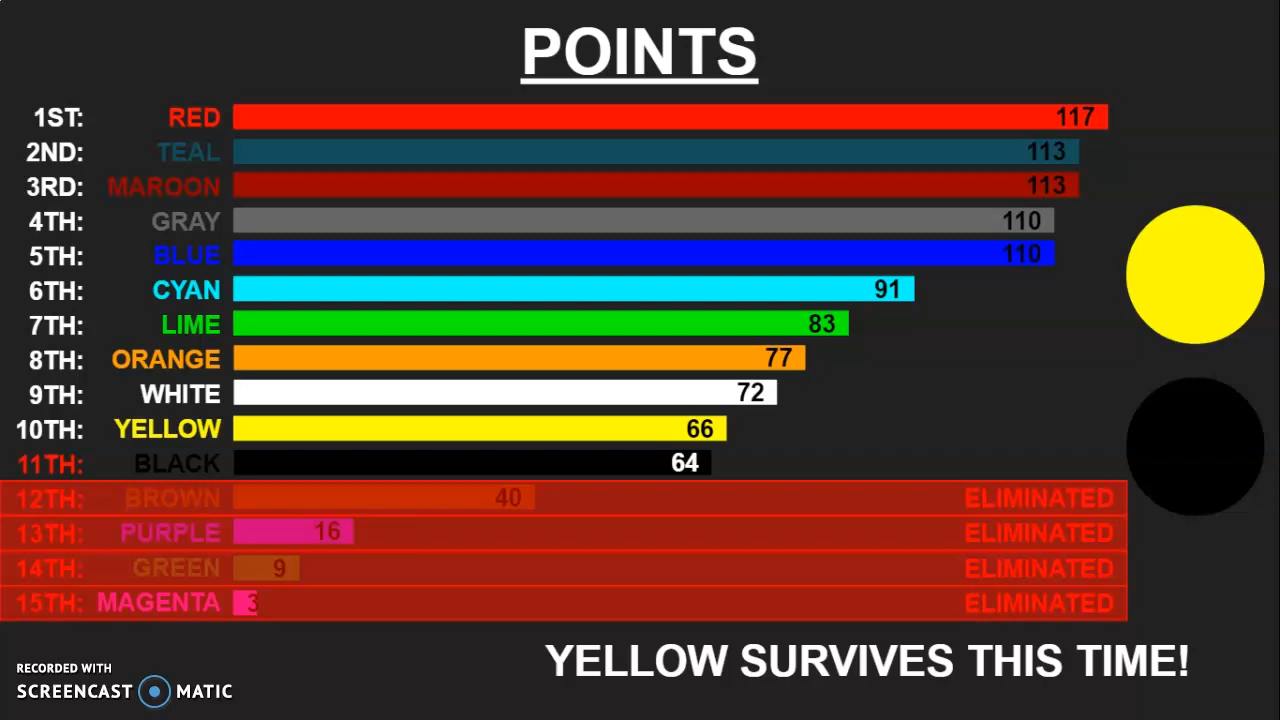 POINTS
1ST: RED 117
2ND: TEAL 113
3RD: MAROON 113
4TH: GRAY 110
5TH: BLUE 110
6TH: CYAN 91
7TH: LIME 83
8TH: ORANGE 77
9TH: WHITE 72
10TH: YELLOW 66
11TH: BLACK 64
12TH: BROWN 40 ELIMINATED
13TH: PURPLE 16 ELIMINATED
14TH: GREEN 9 ELIMINATED
15TH: MAGENTA 3 ELIMINATED
YELLOW SURVIVES THIS TIME!
RECORDED WITH
SCREENCAST MATIC